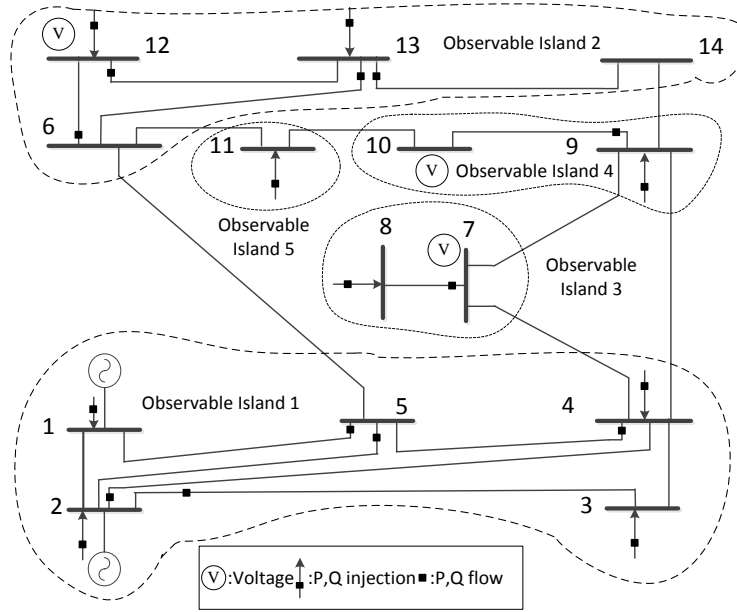 V
12
13
Observable Island 2
14
6
11
10
9
V
Observable Island 4
Observable
Island 5
8
7
V
Observable
Island 3
Observable Island 1
1
5
4
2
3
V :Voltage :P,Q injection :P,Q flow